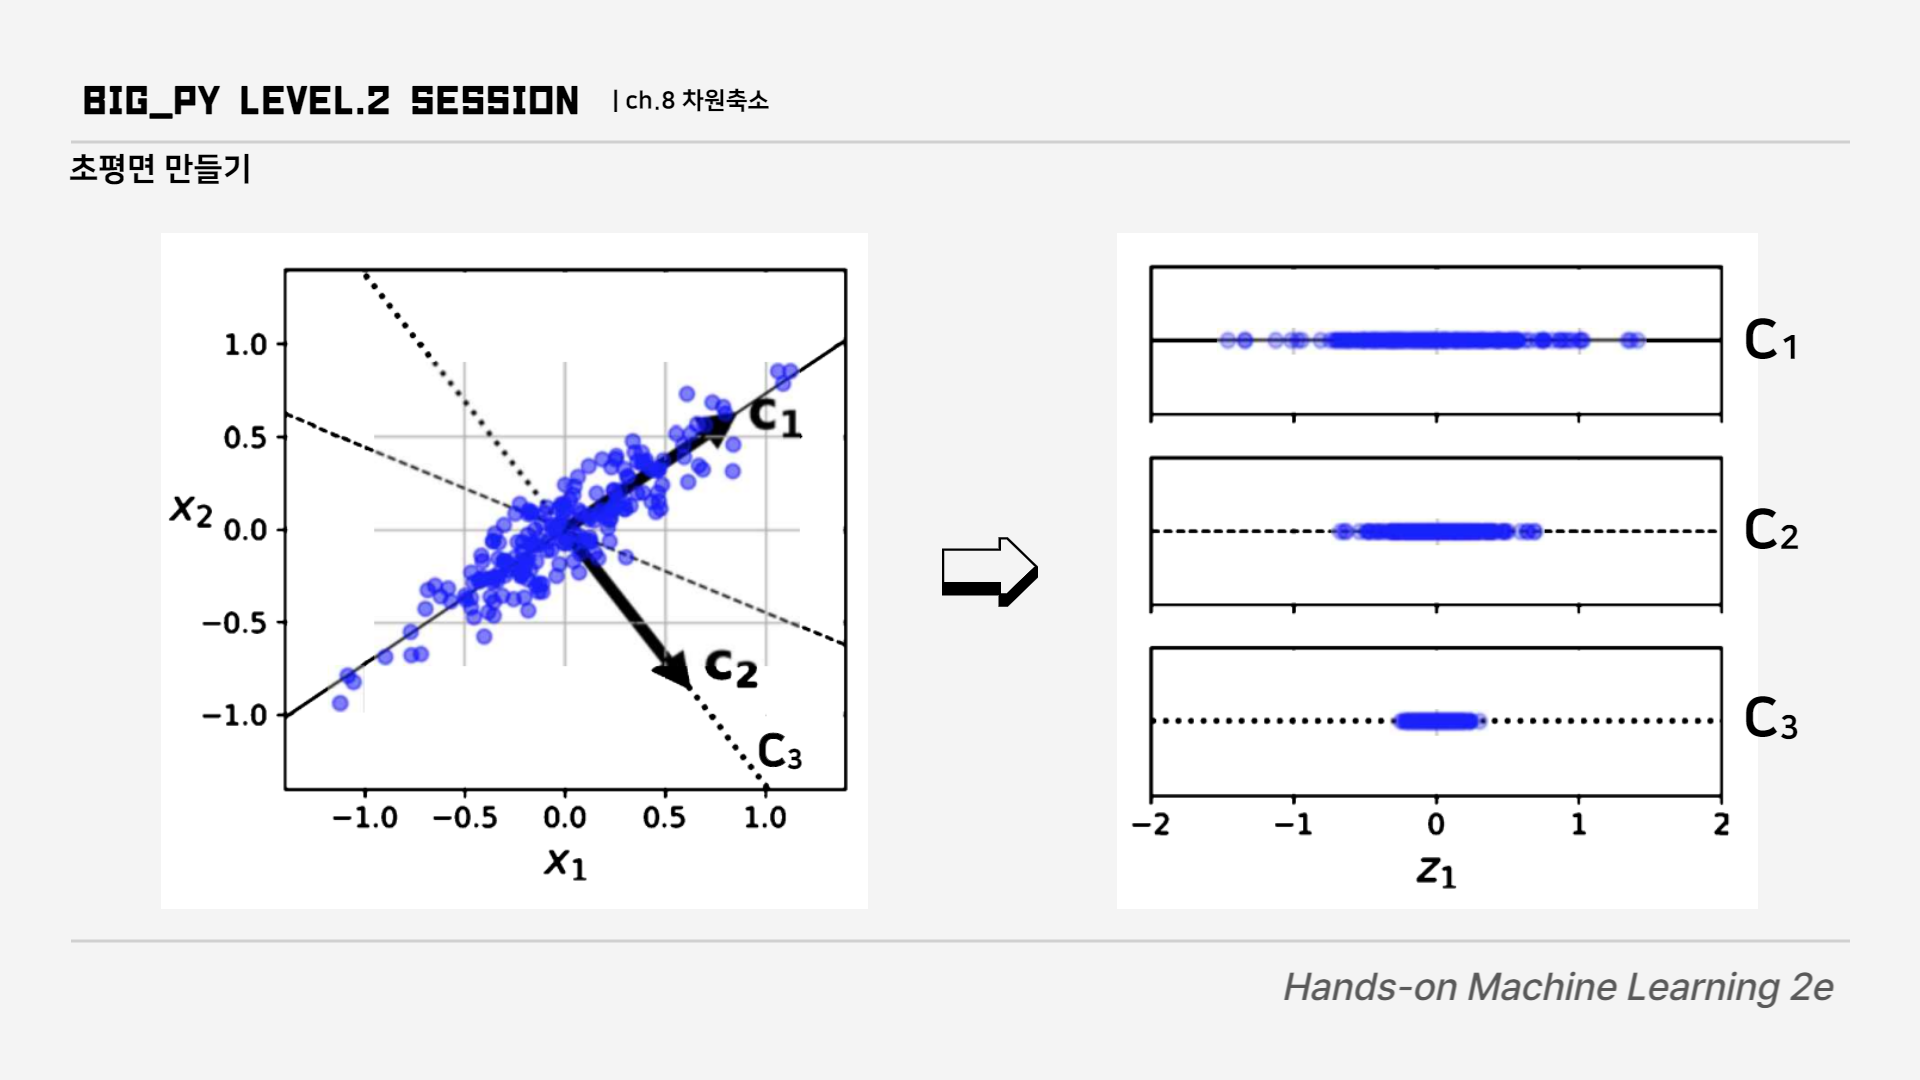 BIG_PY LEVEL.2 SESSION | ch.8 차원축소
초평면 만들기
1.0
0.5
0.0
−0.5
−1.0
x₂
c₁
c₂
C₃
−1.0 −0.5 0.0 0.5 1.0
x₁
C₁
C₂
C₃
−2 −1 0 1 2
z₁
Hands-on Machine Learning 2e